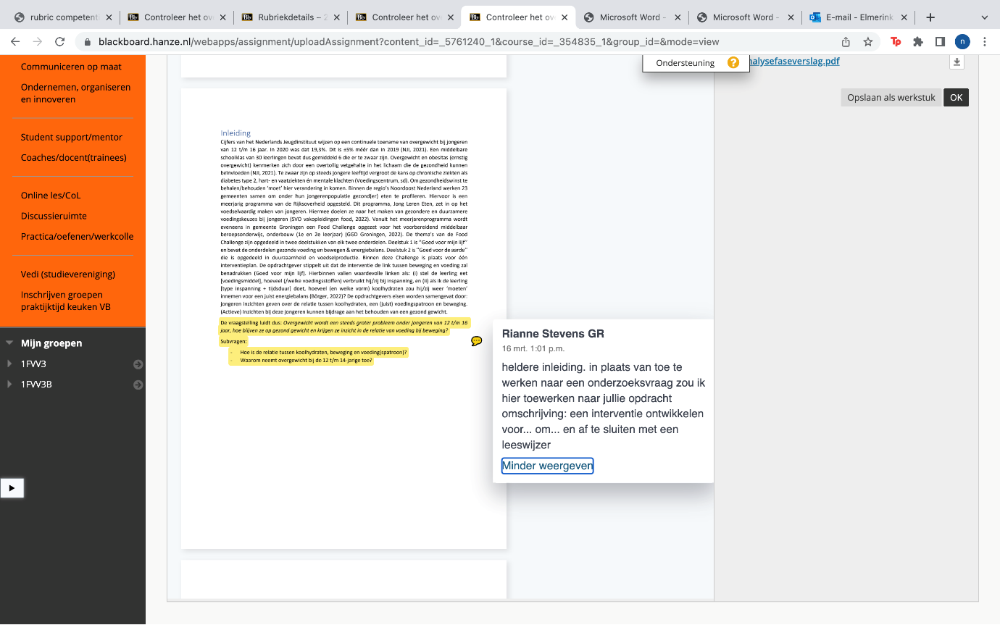 rubric competent
Controleer het ov
Rubriekdetails – 2
Controleer het ov
Controleer het ov
Microsoft Word -
Microsoft Word -
E-mail - Elmerink
blackboard.hanze.nl/webapps/assignment/uploadAssignment?content_id=_5761240_1&course_id=_354835_1&group_id=&mode=view
Communiceren op maat
Ondernemen, organiseren
en innoveren
Student support/mentor
Coaches/docent(trainees)
Online les/CoL
Discussieruimte
Practica/oefenen/werkcolle
Vedi (studievereniging)
Inschrijven groepen
praktijktijd keuken VB
Mijn groepen
1FVV3
1FVV3B
Ondersteuning ?
nalysefaseverslag.pdf
Opslaan als werkstuk OK
Inleiding
Cijfers van het Nederlands Jeugdinstituut wijzen op een continuele toename van overgewicht bij jongeren
van 12 t/m 16 jaar. In 2020 was dat 19,3%. Dit is ±5% méér dan in 2019 (NJI, 2021). Een middelbare
schoolklas van 30 leerlingen bevat dus gemiddeld 6 die er te zwaar zijn. Overgewicht en obesitas (ernstig
overgewicht) kenmerken zich door een overtollig vetgehalte in het lichaam die de gezondheid kunnen
beïnvloeden (NJI, 2021). Te zwaar zijn op steeds jongere leeftijd vergroot de kans op chronische ziekten als
diabetes type 2, hart- en vaatziekten én mentale klachten (Voedingscentrum, sd). Om gezondheidswinst te
behalen/behouden ‘moet’ hier verandering in komen. Binnen de regio’s Noordoost Nederland werken 23
gemeenten samen om onder hun jongerenpopulatie gezond(er) eten te profileren. Hiervoor is een
meerjarig programma van de Rijksoverheid opgesteld. Dit programma, Jong Leren Eten, zet in op het
voedselvaardig maken van jongeren. Hiermee doelen ze naar het maken van gezondere en duurzamere
voedingskeuzes bij jongeren (SVO vakopleidingen food, 2022). Vanuit het meerjarenprogramma wordt
eveneens in gemeente Groningen een Food Challenge opgezet voor het voorbereidend middelbaar
beroepsonderwijs, onderbouw (1e en 2e leerjaar) (GGD Groningen, 2022). De thema’s van de Food
Challenge zijn opgedeeld in twee deelstukken van elk twee onderdelen. Deelstuk 1 is “Goed voor mijn lijf”
en bevat de onderdelen gezonde voeding en bewegen & energiebalans. Deelstuk 2 is “Goed voor de aarde”
die is opgedeeld in duurzaamheid en voedselproductie. Binnen deze Challenge is plaats voor één
interventieplan. De opdrachtgever stippelt uit dat de interventie de link tussen beweging en voeding zal
benadrukken (Goed voor mijn lijf). Hierbinnen vallen waardevolle linken als: (i) stel de leerling eet
[voedingsmiddel], hoeveel (/welke voedingsstoffen) verbruikt hij/zij bij inspanning, en (ii) als ik de leerling
[type inspanning + tijdsduur] doet, hoeveel (en welke vorm) koolhydraten zou hij/zij weer ‘moeten’
innemen voor een juist energiebalans (Börger, 2022)? De opdrachtgevers eisen worden samengevat door:
jongeren inzichten geven over de relatie tussen koolhydraten, een (juist) voedingspatroon en beweging.
(Actieve) Inzichten bij deze jongeren kunnen bijdrage aan het behouden van een gezond gewicht.
De vraagstelling luidt dus: Overgewicht wordt een steeds groter probleem onder jongeren van 12 t/m 16
jaar, hoe blijven ze op gezond gewicht en krijgen ze inzicht in de relatie van voeding bij beweging?
Subvragen:
- Hoe is de relatie tussen koolhydraten, beweging en voeding(spatroon)?
- Waarom neemt overgewicht bij de 12 t/m 14-jarige toe?
Rianne Stevens GR
16 mrt. 1:01 p.m.
heldere inleiding. in plaats van toe te
werken naar een onderzoeksvraag zou ik
hier toewerken naar jullie opdracht
omschrijving: een interventie ontwikkelen
voor... om... en af te sluiten met een
leeswijzer
Minder weergeven